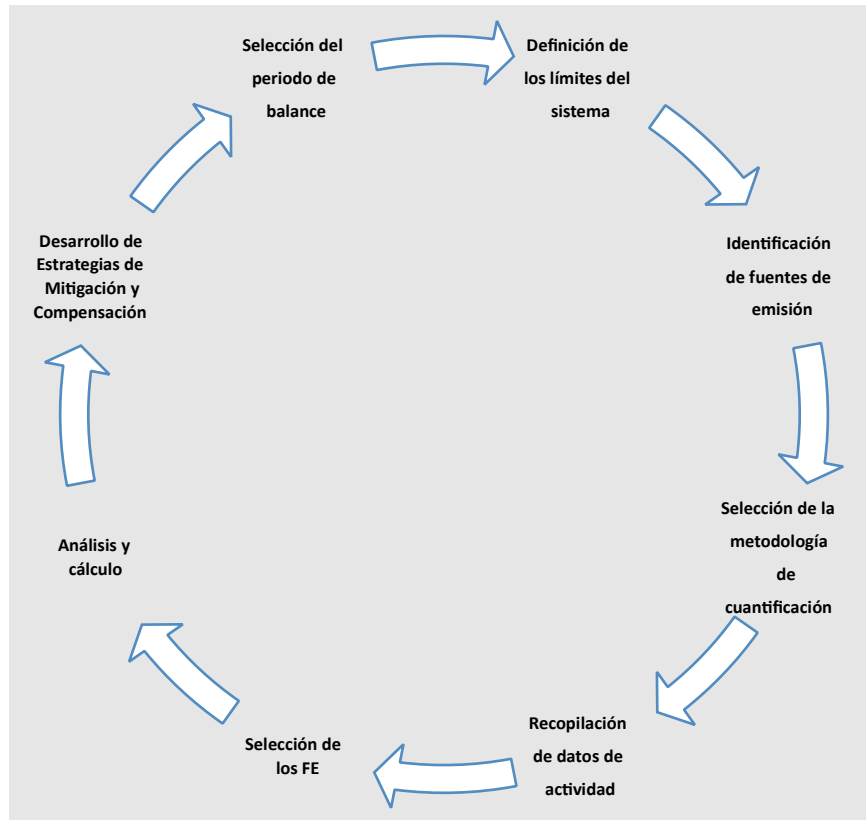 Selección del
periodo de
balance
Definición de
los límites del
sistema
Identificación
de fuentes de
emisión
Selección de la
metodología
de
cuantificación
Recopilación
de datos de
actividad
Selección de
los FE
Análisis y
cálculo
Desarrollo de
Estrategias de
Mitigación y
Compensación